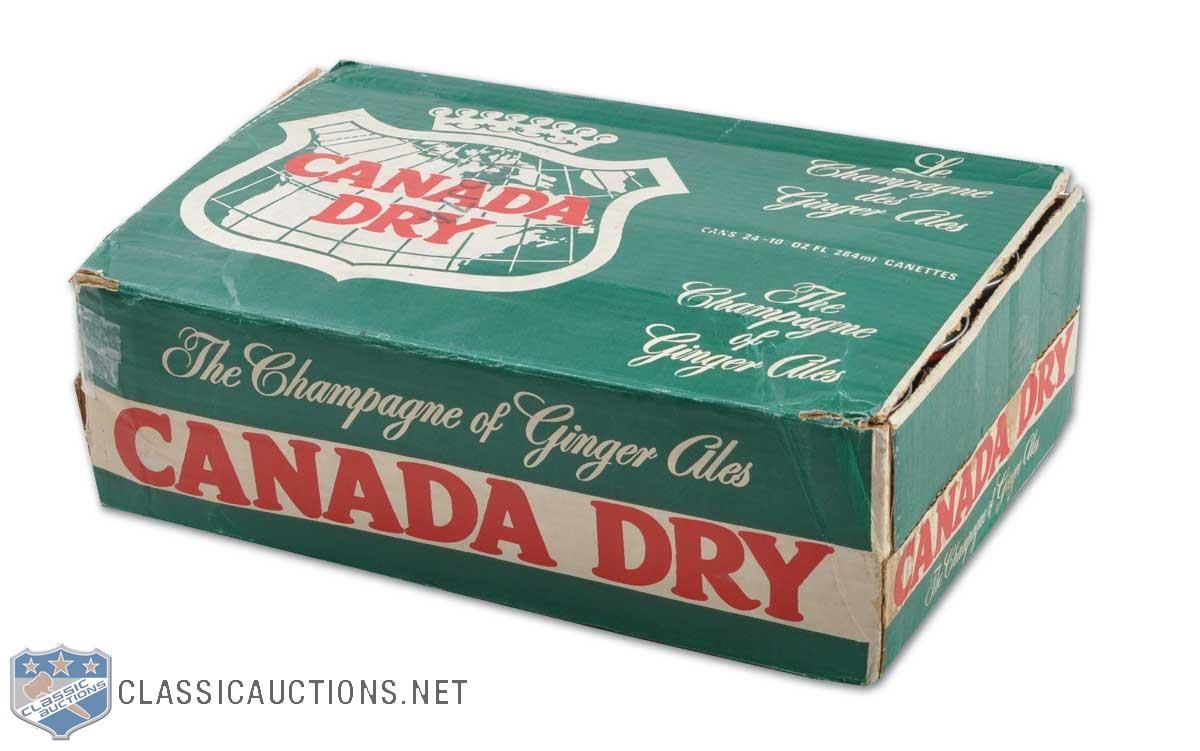 CANADA
DRY
Le
Champagne
des
Ginger Ales
CANS 24-10 OZ FL 284ml CANETTES
The
Champagne
of
Ginger Ales
The Champagne of Ginger Ales
CANADA DRY
CANADA DRY
The Champagne of Ginger Ales
CLASSIC
AUCTIONS
CLASSICAUCTIONS.NET